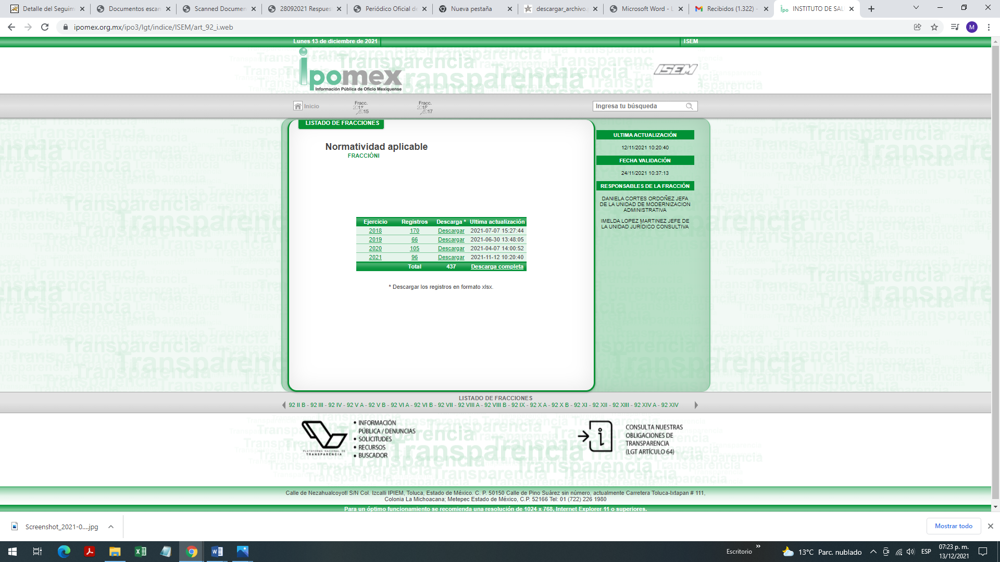 Detalle del Seguim
Documentos escan
Scanned Documen
28092021 Respues
Periódico Oficial de
Nueva pestaña
descargar_archivo.
Microsoft Word - L
Recibidos (1.322) -
INSTITUTO DE SAL
ipomex.org.mx/ipo3/lgt/indice/ISEM/art_92_i.web
M
Lunes 13 de diciembre de 2021
ISEM
ipomex
Información Pública de Oficio Mexiquense
ISEM
Inicio
Fracc.
2015
Fracc.
2017
Ingresa tu búsqueda
LISTADO DE FRACCIONES
Normatividad aplicable
FRACCIÓNI
Ejercicio Registros Descarga * Ultima actualización
2018 170 Descargar 2021-07-07 15:27:44
2019 66 Descargar 2021-06-30 13:48:05
2020 105 Descargar 2021-04-07 14:00:52
2021 96 Descargar 2021-11-12 10:20:40
Total 437 Descarga completa
* Descargar los registros en formato xlsx.
ULTIMA ACTUALIZACIÓN
12/11/2021 10:20:40
FECHA VALIDACIÓN
24/11/2021 10:37:13
RESPONSABLES DE LA FRACCIÓN
DANIELA CORTES ORDOÑEZ JEFA
DE LA UNIDAD DE MODERNIZACION
ADMINISTRATIVA
IMELDA LOPEZ MARTINEZ JEFE DE
LA UNIDAD JURÍDICO CONSULTIVA
LISTADO DE FRACCIONES
92 II B - 92 III - 92 IV - 92 V A - 92 V B - 92 VI A - 92 VI B - 92 VII - 92 VIII A - 92 VIII B - 92 IX - 92 X A - 92 X B - 92 XI - 92 XII - 92 XIII - 92 XIV A - 92 XIV
PLATAFORMA NACIONAL DE
TRANSPARENCIA
• INFORMACIÓN
PÚBLICA / DENUNCIAS
• SOLICITUDES
• RECURSOS
• BUSCADOR
CONSULTA NUESTRAS
OBLIGACIONES DE
TRANSPARENCIA
(LGT ARTÍCULO 64)
Calle de Nezahualcoyotl S/N Col. Izcalli IPIEM, Toluca, Estado de México. C. P. 50150 Calle de Pino Suárez sin número, actualmente Carretera Toluca-Ixtapan # 111,
Colonia La Michoacana; Metepec Estado de México, C.P. 52166 Tel: 01 (722) 226 1980
Para un óptimo funcionamiento se recomienda una resolución de 1024 x 768, Internet Explorer 11 o superiores.
Screenshot_2021-0....jpg
Mostrar todo
Escritorio
13°C Parc. nublado
ESP
07:23 p. m.
13/12/2021